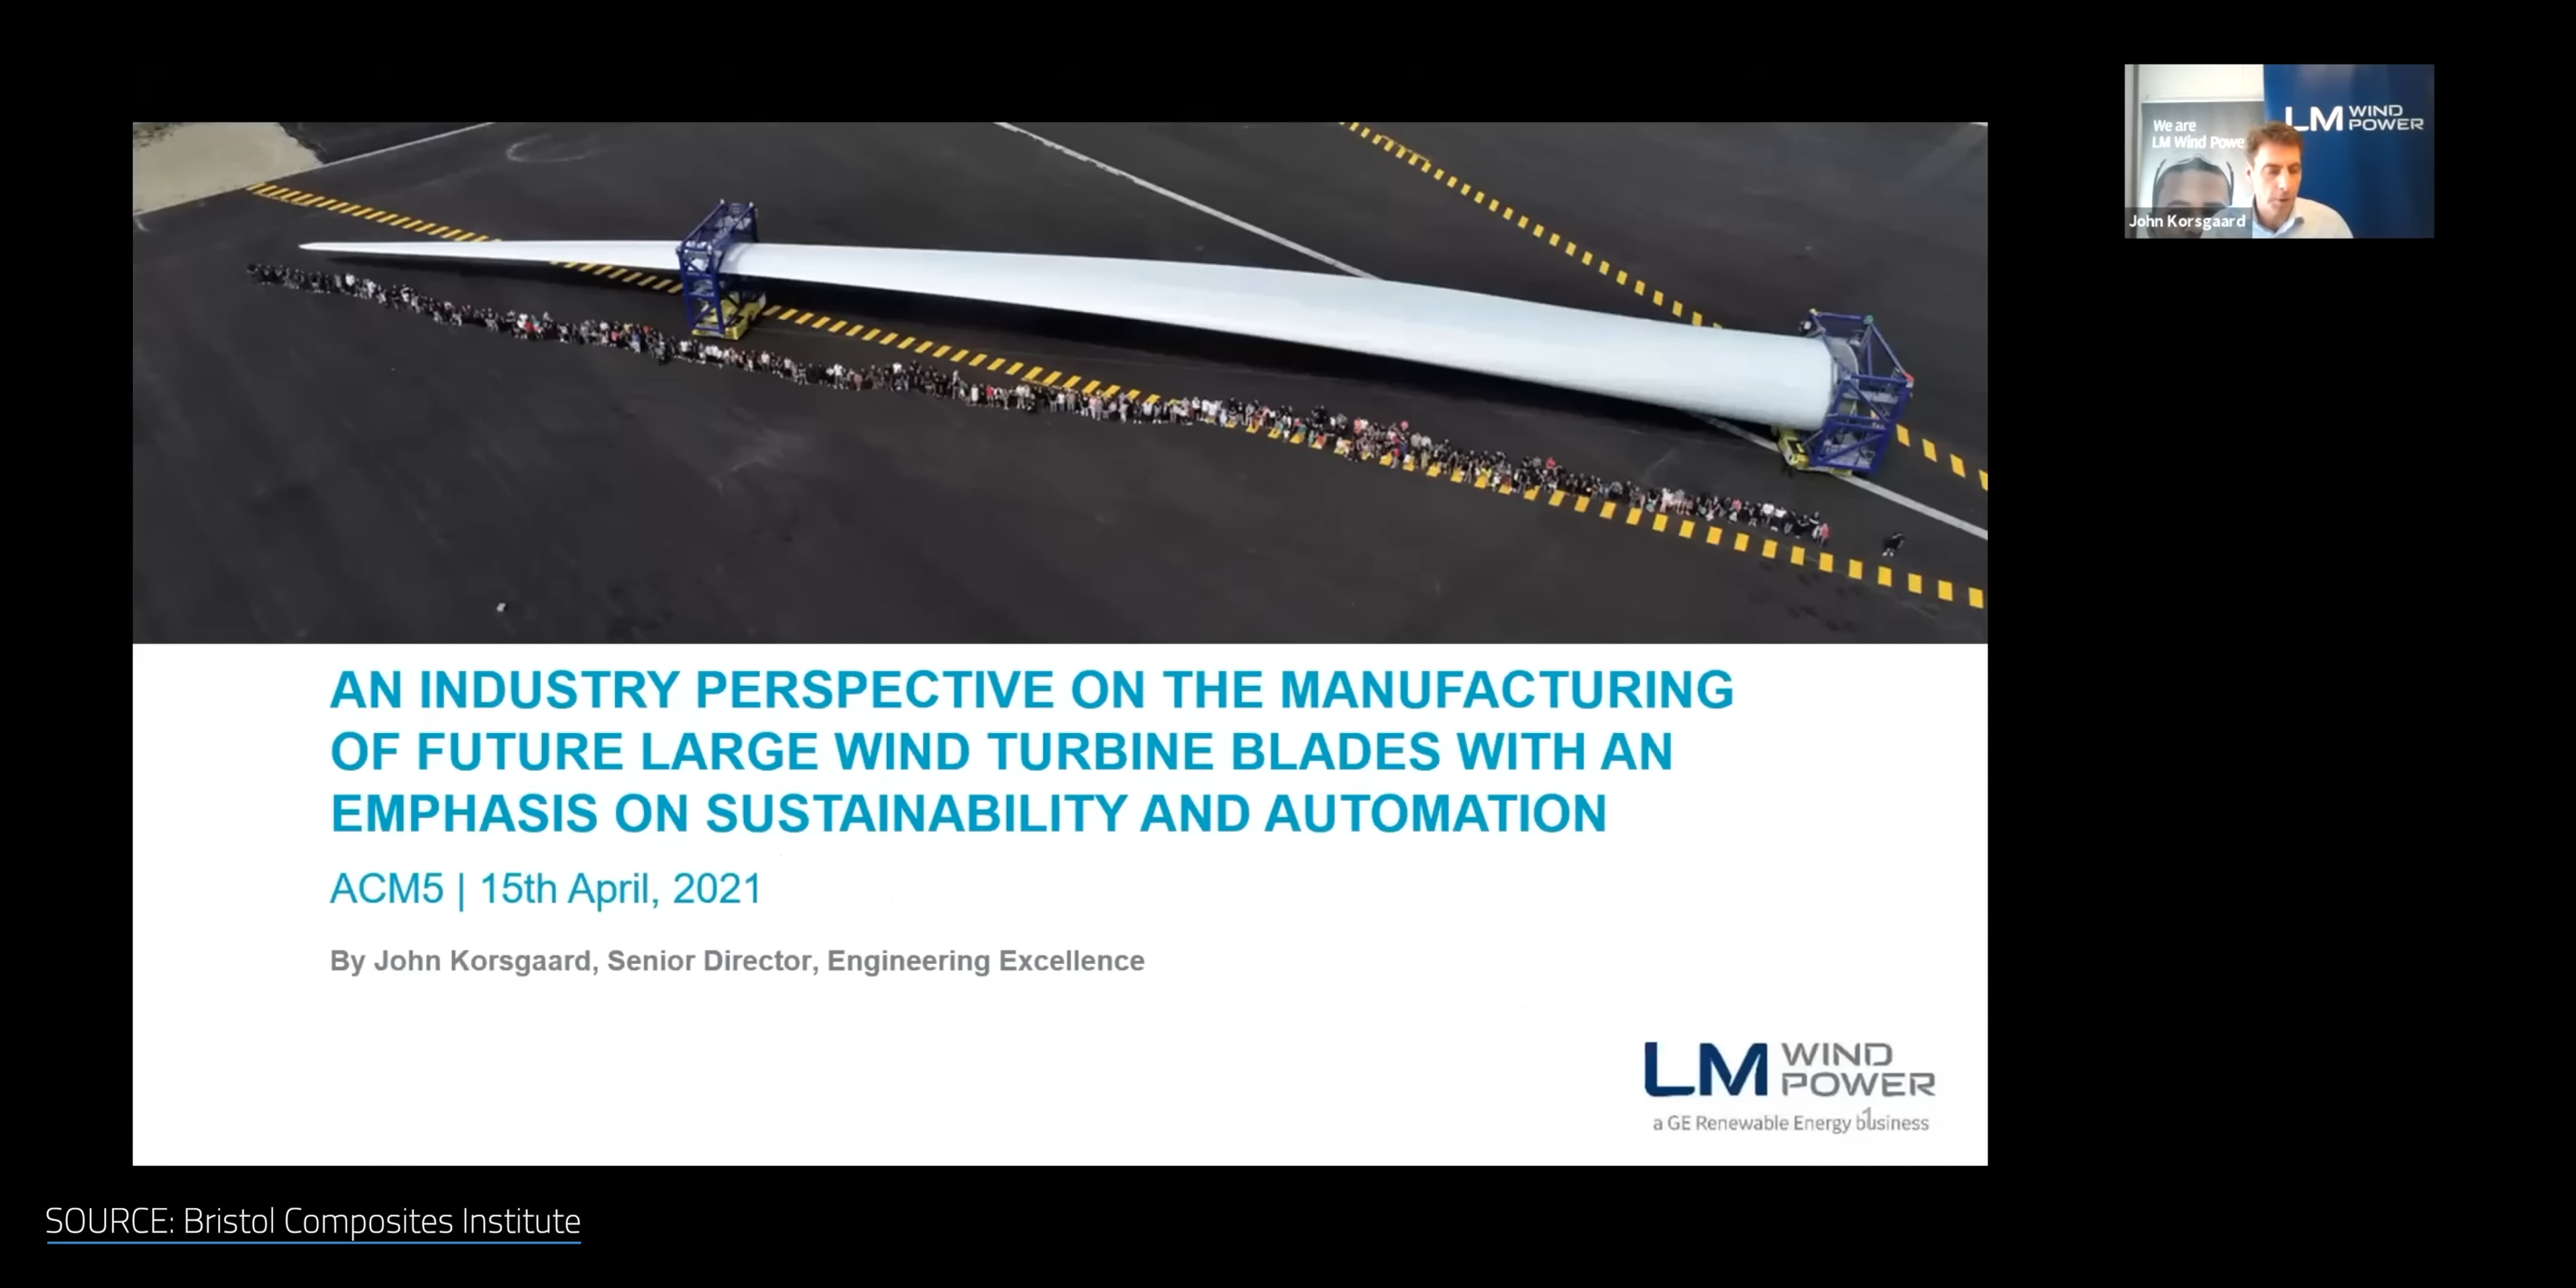 We are
LM Wind Powe
LM WIND POWER
John Korsgaard
AN INDUSTRY PERSPECTIVE ON THE MANUFACTURING
OF FUTURE LARGE WIND TURBINE BLADES WITH AN
EMPHASIS ON SUSTAINABILITY AND AUTOMATION
ACM5 | 15th April, 2021
By John Korsgaard, Senior Director, Engineering Excellence
LM WIND POWER
a GE Renewable Energy business
SOURCE: Bristol Composites Institute